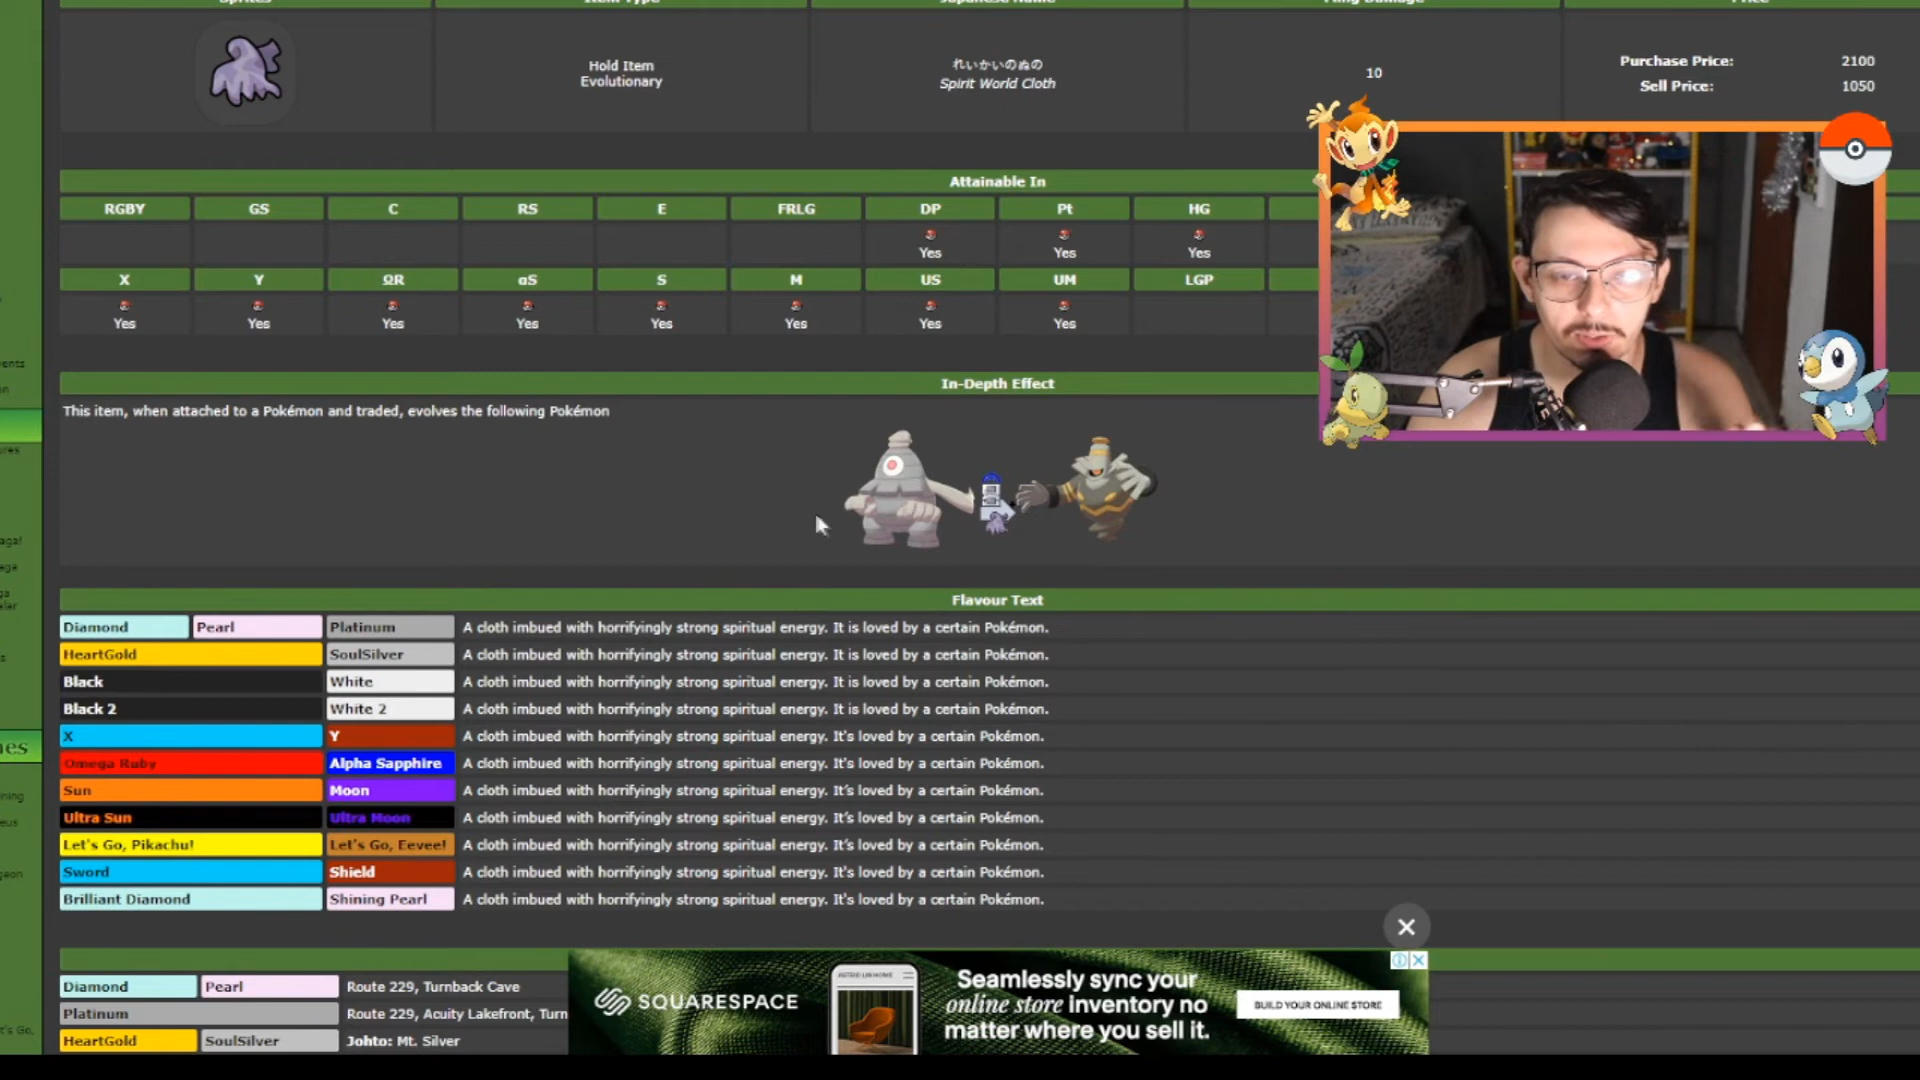 Hold Item
Evolutionary
れいかいのぬの
Spirit World Cloth
10
Purchase Price: 2100
Sell Price: 1050
Attainable In
RGBY GS C RS E FRLG DP Pt HG
Yes Yes Yes
X Y ΩR αS S M US UM LGP
Yes Yes Yes Yes Yes Yes Yes Yes
In-Depth Effect
This item, when attached to a Pokémon and traded, evolves the following Pokémon
Flavour Text
Diamond Pearl Platinum A cloth imbued with horrifyingly strong spiritual energy. It is loved by a certain Pokémon.
HeartGold SoulSilver A cloth imbued with horrifyingly strong spiritual energy. It is loved by a certain Pokémon.
Black White A cloth imbued with horrifyingly strong spiritual energy. It is loved by a certain Pokémon.
Black 2 White 2 A cloth imbued with horrifyingly strong spiritual energy. It is loved by a certain Pokémon.
X Y A cloth imbued with horrifyingly strong spiritual energy. It's loved by a certain Pokémon.
Omega Ruby Alpha Sapphire A cloth imbued with horrifyingly strong spiritual energy. It's loved by a certain Pokémon.
Sun Moon A cloth imbued with horrifyingly strong spiritual energy. It's loved by a certain Pokémon.
Ultra Sun Ultra Moon A cloth imbued with horrifyingly strong spiritual energy. It's loved by a certain Pokémon.
Let's Go, Pikachu! Let's Go, Eevee! A cloth imbued with horrifyingly strong spiritual energy. It's loved by a certain Pokémon.
Sword Shield A cloth imbued with horrifyingly strong spiritual energy. It's loved by a certain Pokémon.
Brilliant Diamond Shining Pearl A cloth imbued with horrifyingly strong spiritual energy. It's loved by a certain Pokémon.
Diamond Pearl Route 229, Turnback Cave
Platinum Route 229, Acuity Lakefront, Turn
HeartGold SoulSilver Johto: Mt. Silver
SQUARESPACE
Seamlessly sync your
online store inventory no
matter where you sell it.
BUILD YOUR ONLINE STORE